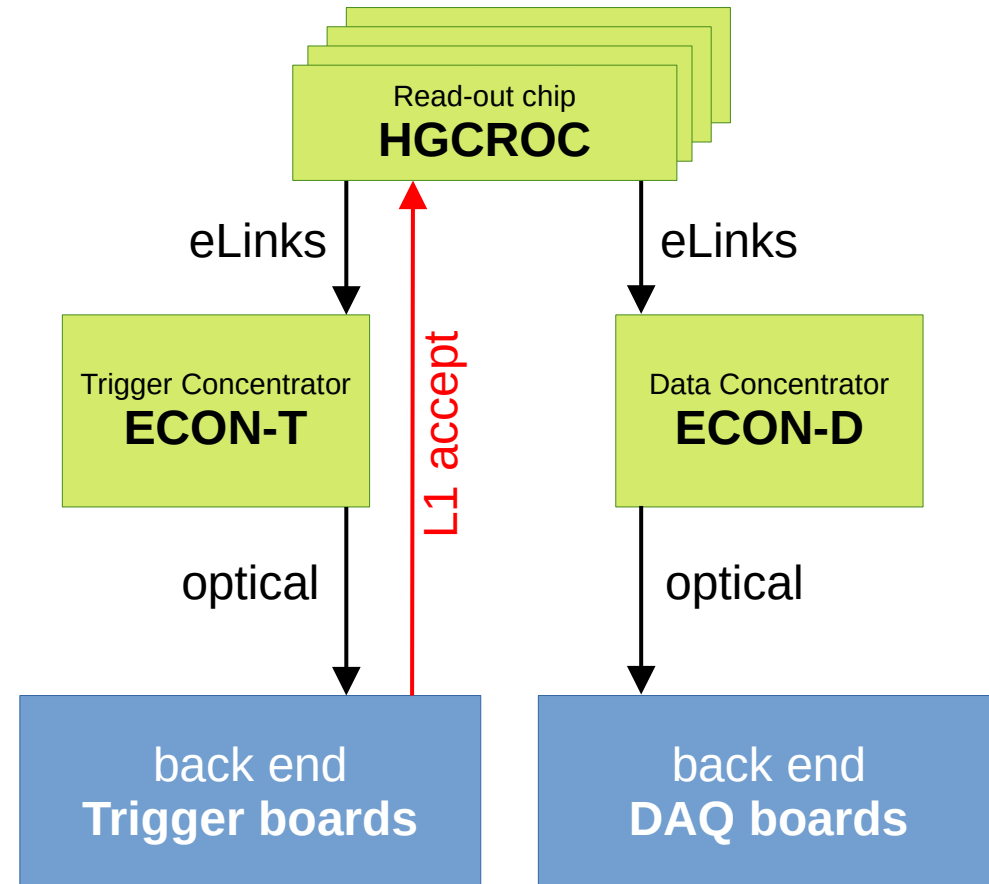 Read-out chip
HGCROC
eLinks
eLinks
Trigger Concentrator
ECON-T
L1 accept
Data Concentrator
ECON-D
optical
optical
back end
Trigger boards
back end
DAQ boards